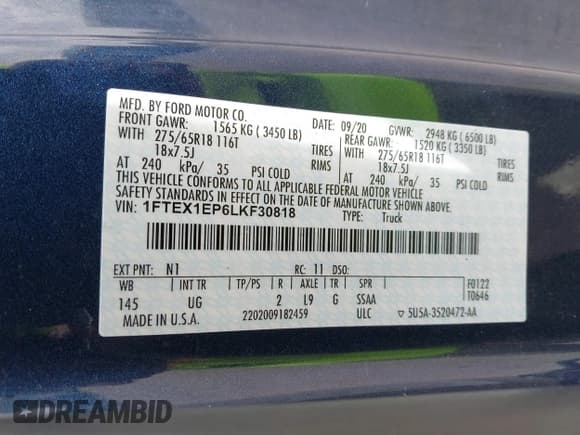 MFD. BY FORD MOTOR CO.
DATE: 09/20 GVWR: 2948 KG ( 6500 LB)
FRONT GAWR: 1565 KG ( 3450 LB) REAR GAWR: 1520 KG ( 3350 LB)
WITH 275/65R18 116T TIRES WITH 275/65R18 116T TIRES
18x7.5J RIMS 18x7.5J RIMS
AT 240 kPa/ 35 PSI COLD AT 240 kPa/ 35 PSI COLD
THIS VEHICLE CONFORMS TO ALL APPLICABLE FEDERAL MOTOR VEHICLE
SAFETY STANDARDS IN EFFECT ON THE DATE OF MANUFACTURE SHOWN ABOVE.
VIN: 1FTEX1EP6LKF30818 TYPE: Truck
EXT PNT: N1 RC: 11 DSO: F0122
WB INT TR TP/PS R AXLE TR SPR T0646
145 UG 2 L9 G SSAA
MADE IN U.S.A. 2202009182459 ULC 5U5A-3520472-AA
DREAMBID